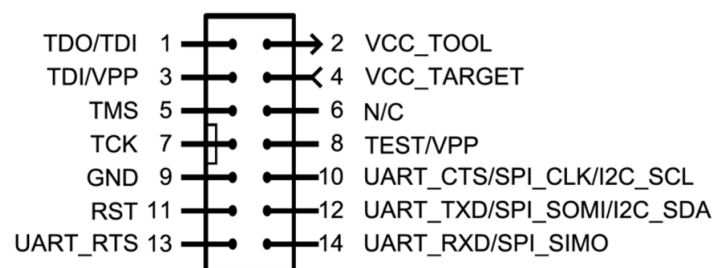 TDO/TDI 1 2 VCC_TOOL
TDI/VPP 3 4 VCC_TARGET
TMS 5 6 N/C
TCK 7 8 TEST/VPP
GND 9 10 UART_CTS/SPI_CLK/I2C_SCL
RST 11 12 UART_TXD/SPI_SOMI/I2C_SDA
UART_RTS 13 14 UART_RXD/SPI_SIMO